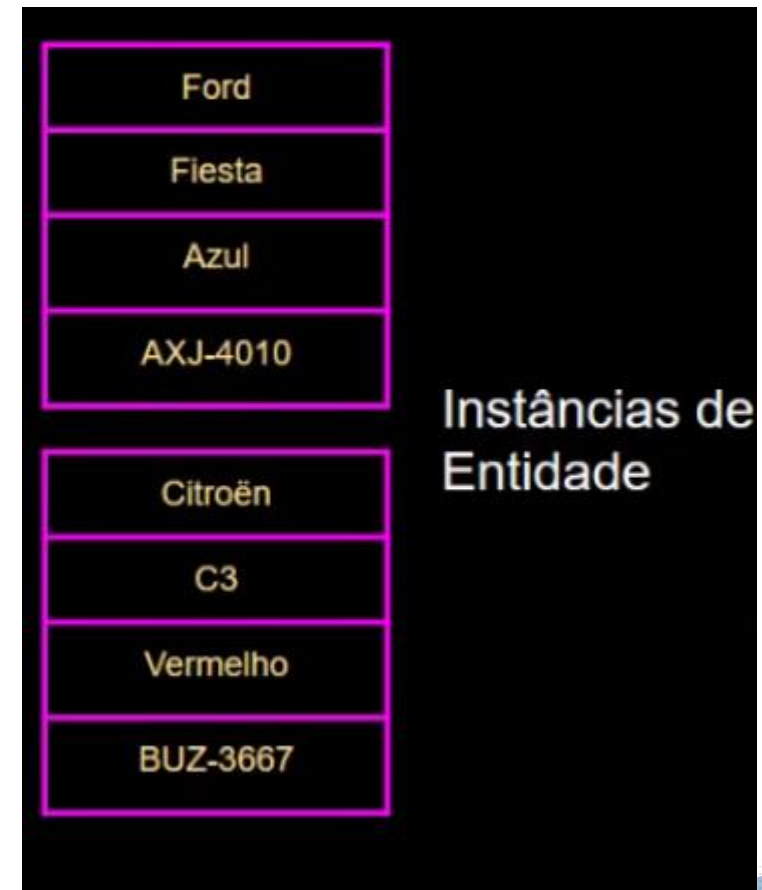 Ford
Fiesta
Azul
AXJ-4010
Instâncias de
Entidade
Citroën
C3
Vermelho
BUZ-3667